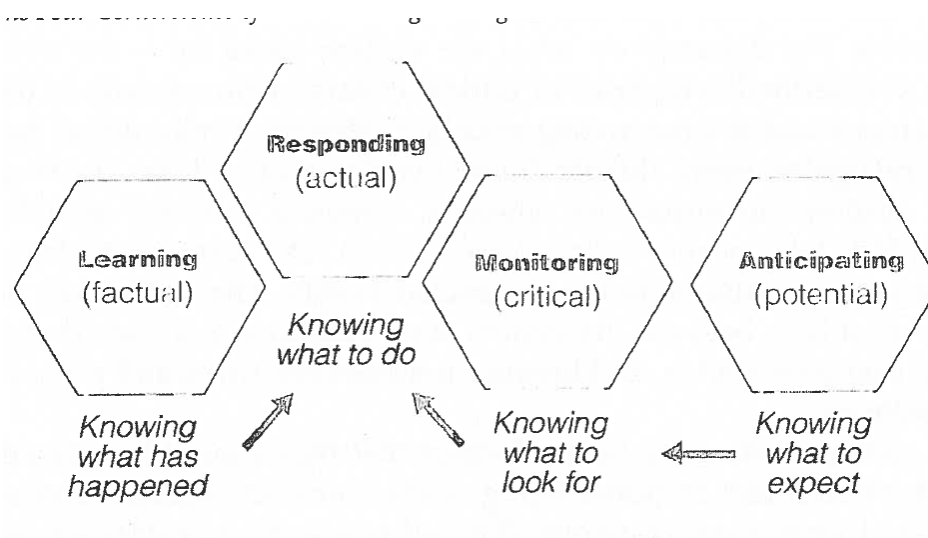 Responding
(actual)
Learning
(factual)
Monitoring
(critical)
Anticipating
(potential)
Knowing
what to do
Knowing
what has
happened
Knowing
what to
look for
Knowing
what to
expect